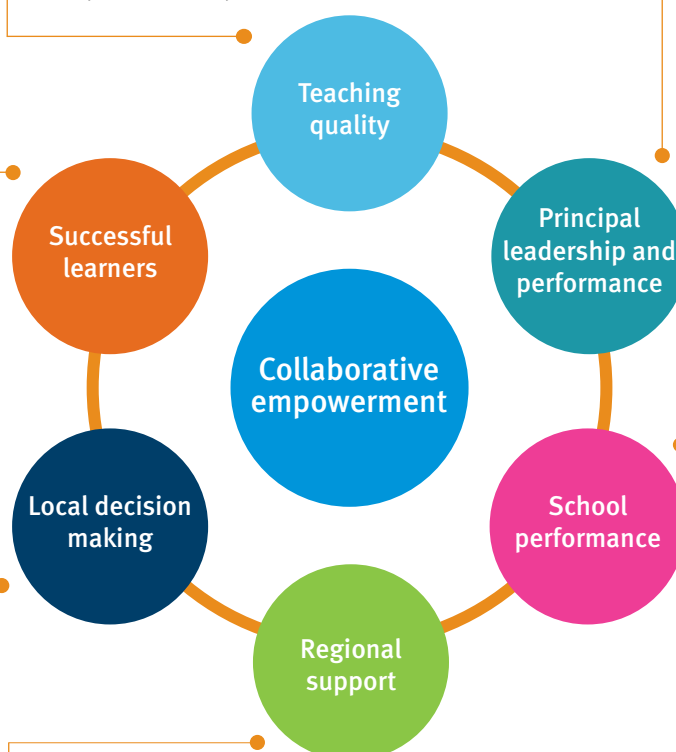 Teaching
quality
Principal
leadership and
performance
Successful
learners
Collaborative
empowerment
Local decision
making
School
performance
Regional
support